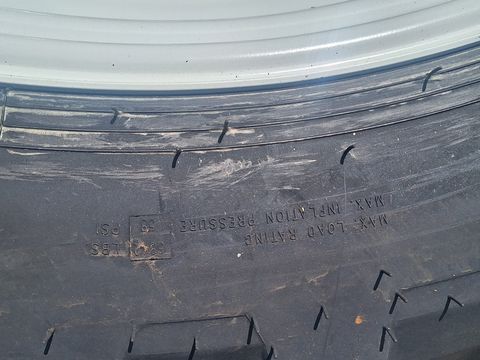 MAX. LOAD RATING LBS.
MAX. INFLATION PRESSURE PSI